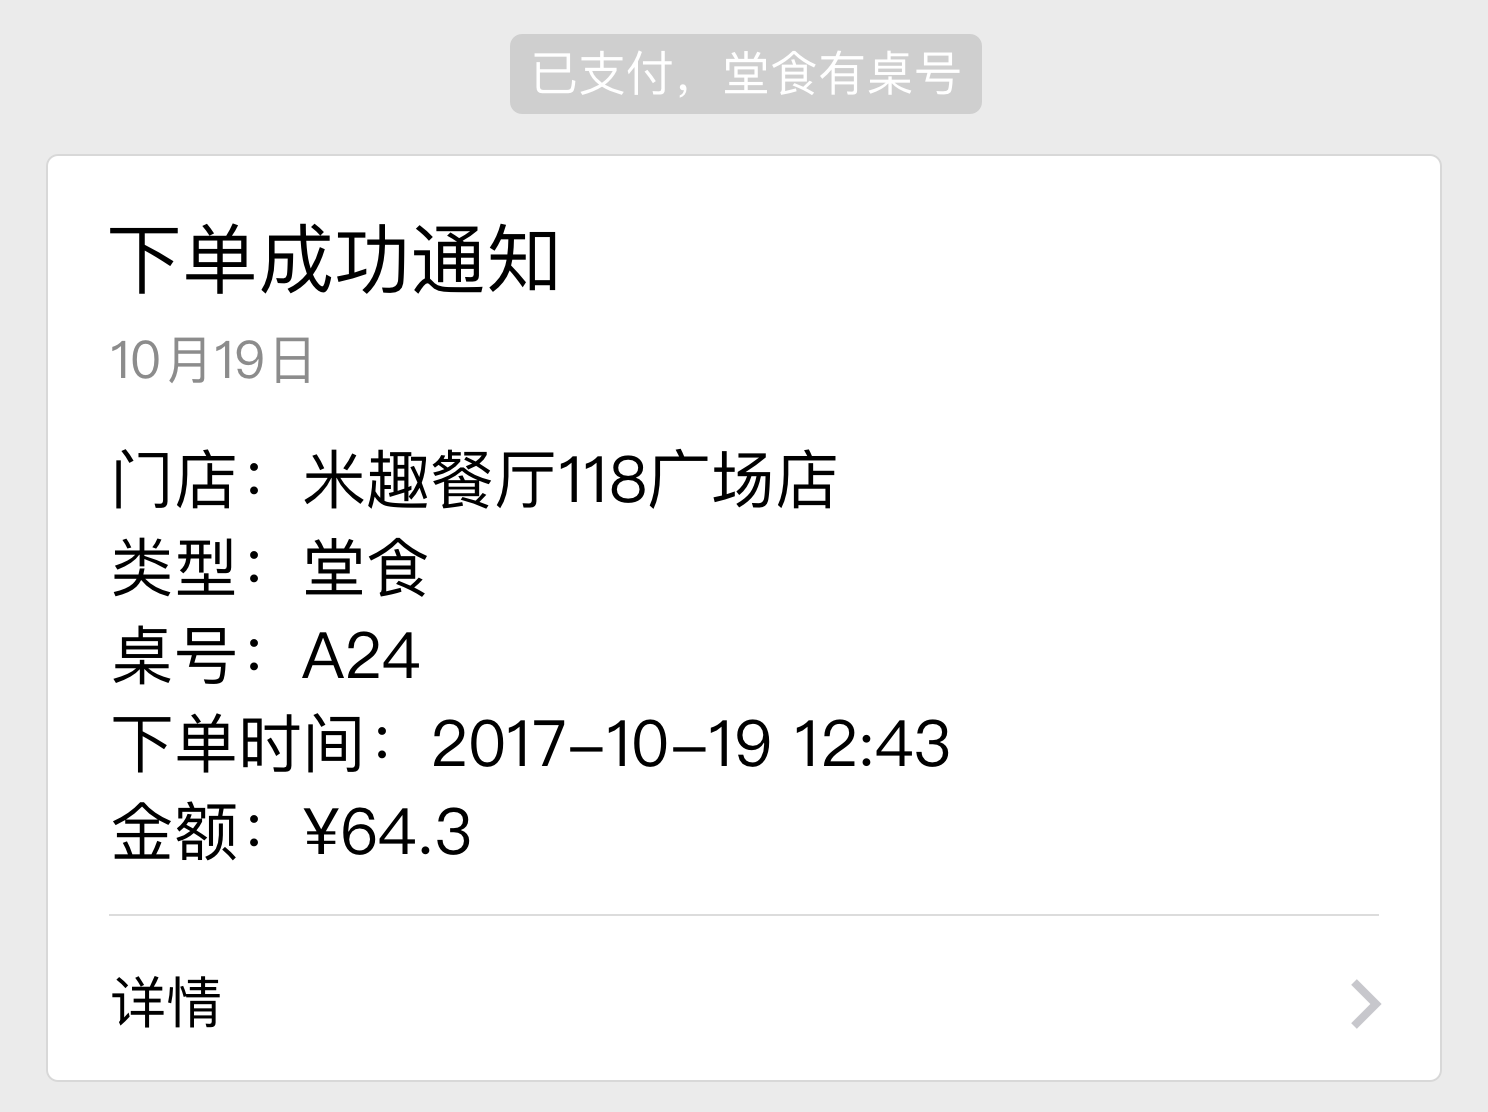 已支付，堂食有桌号
下单成功通知
10月19日
门店：米趣餐厅118广场店
类型：堂食
桌号：A24
下单时间：2017-10-19 12:43
金额：¥64.3
详情